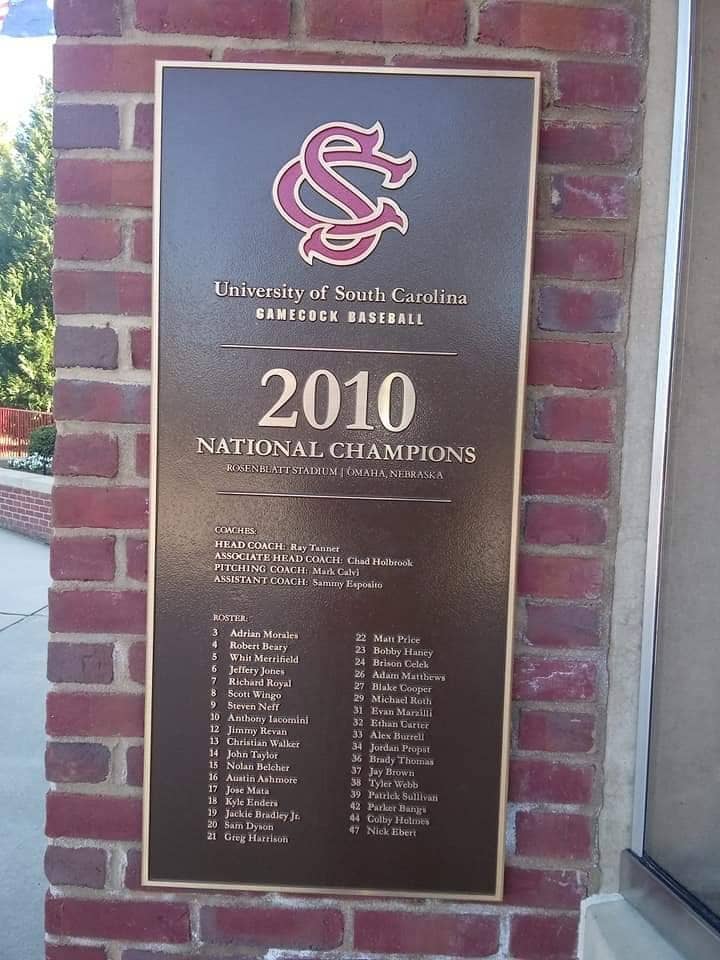 SC
University of South Carolina
GAMECOCK BASEBALL
2010
NATIONAL CHAMPIONS
ROSENBLATT STADIUM | OMAHA, NEBRASKA
COACHES:
HEAD COACH: Ray Tanner
ASSOCIATE HEAD COACH: Chad Holbrook
PITCHING COACH: Mark Calvi
ASSISTANT COACH: Sammy Esposito
ROSTER:
3 Adrian Morales
4 Robert Beary
5 Whit Merrifield
6 Jeffery Jones
7 Richard Royal
8 Scott Wingo
9 Steven Neff
10 Anthony Iacomini
12 Jimmy Revan
13 Christian Walker
14 John Taylor
15 Nolan Belcher
16 Austin Ashmore
17 Jose Mata
18 Kyle Enders
19 Jackie Bradley Jr.
20 Sam Dyson
21 Greg Harrison
22 Matt Price
23 Bobby Haney
24 Brison Celek
26 Adam Matthews
27 Blake Cooper
29 Michael Roth
31 Evan Marzilli
32 Ethan Carter
33 Alex Burrell
34 Jordan Propst
36 Brady Thomas
37 Jay Brown
38 Tyler Webb
39 Patrick Sullivan
42 Parker Bangs
44 Colby Holmes
47 Nick Ebert